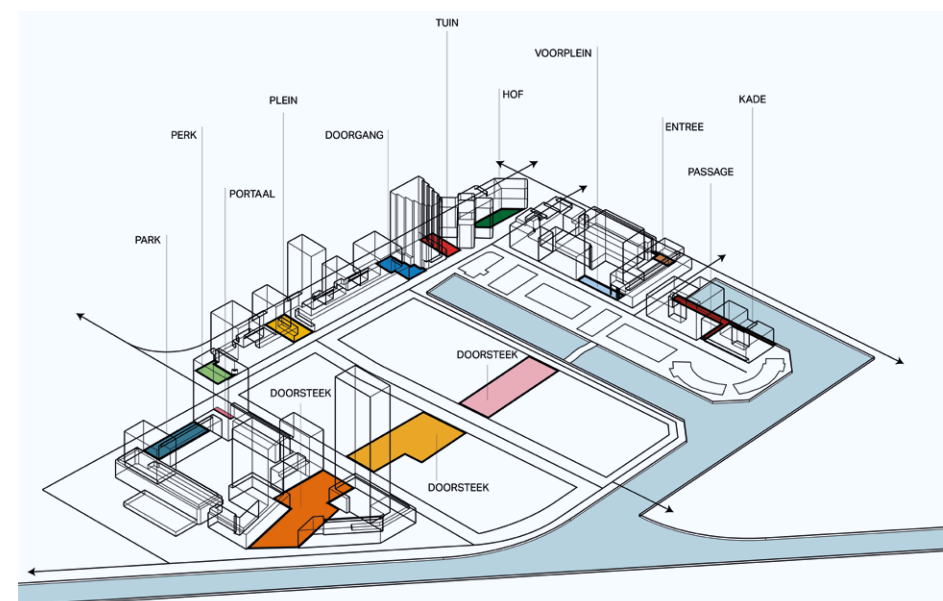 TUIN
VOORPLEIN
HOF
PLEIN
KADE
PERK
DOORGANG
ENTREE
PASSAGE
PORTAAL
PARK
DOORSTEEK
DOORSTEEK
DOORSTEEK